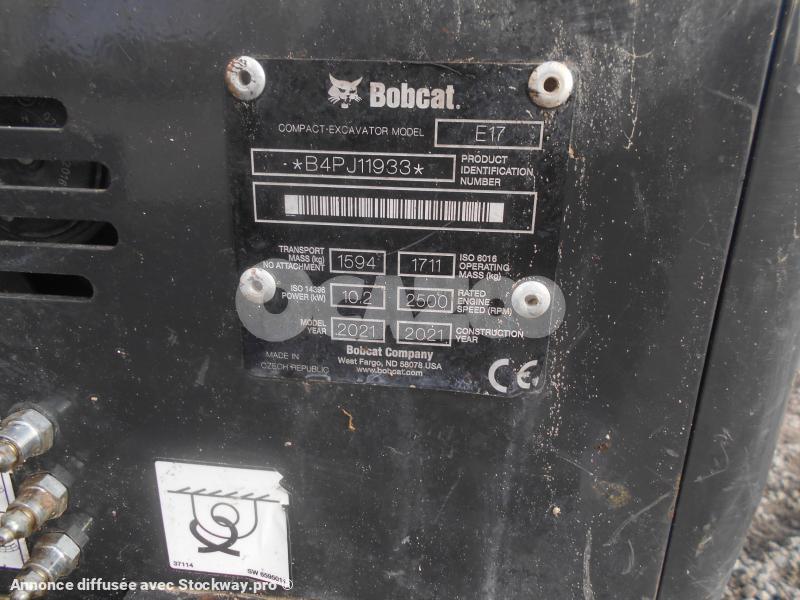 Bobcat.
COMPACT-EXCAVATOR MODEL E17
*B4PJ11933* PRODUCT IDENTIFICATION NUMBER
TRANSPORT MASS (kg) NO ATTACHMENT 1594 1711 ISO 6016 OPERATING MASS (kg)
ISO 14396 POWER (kW) 10.2 2500 RATED ENGINE SPEED (RPM)
MODEL YEAR 2021 2021 CONSTRUCTION YEAR
Bobcat Company
West Fargo, ND 58078 USA
www.bobcat.com
MADE IN
CZECH REPUBLIC
CE
37114
Annonce diffusée avec Stockway.pro ®